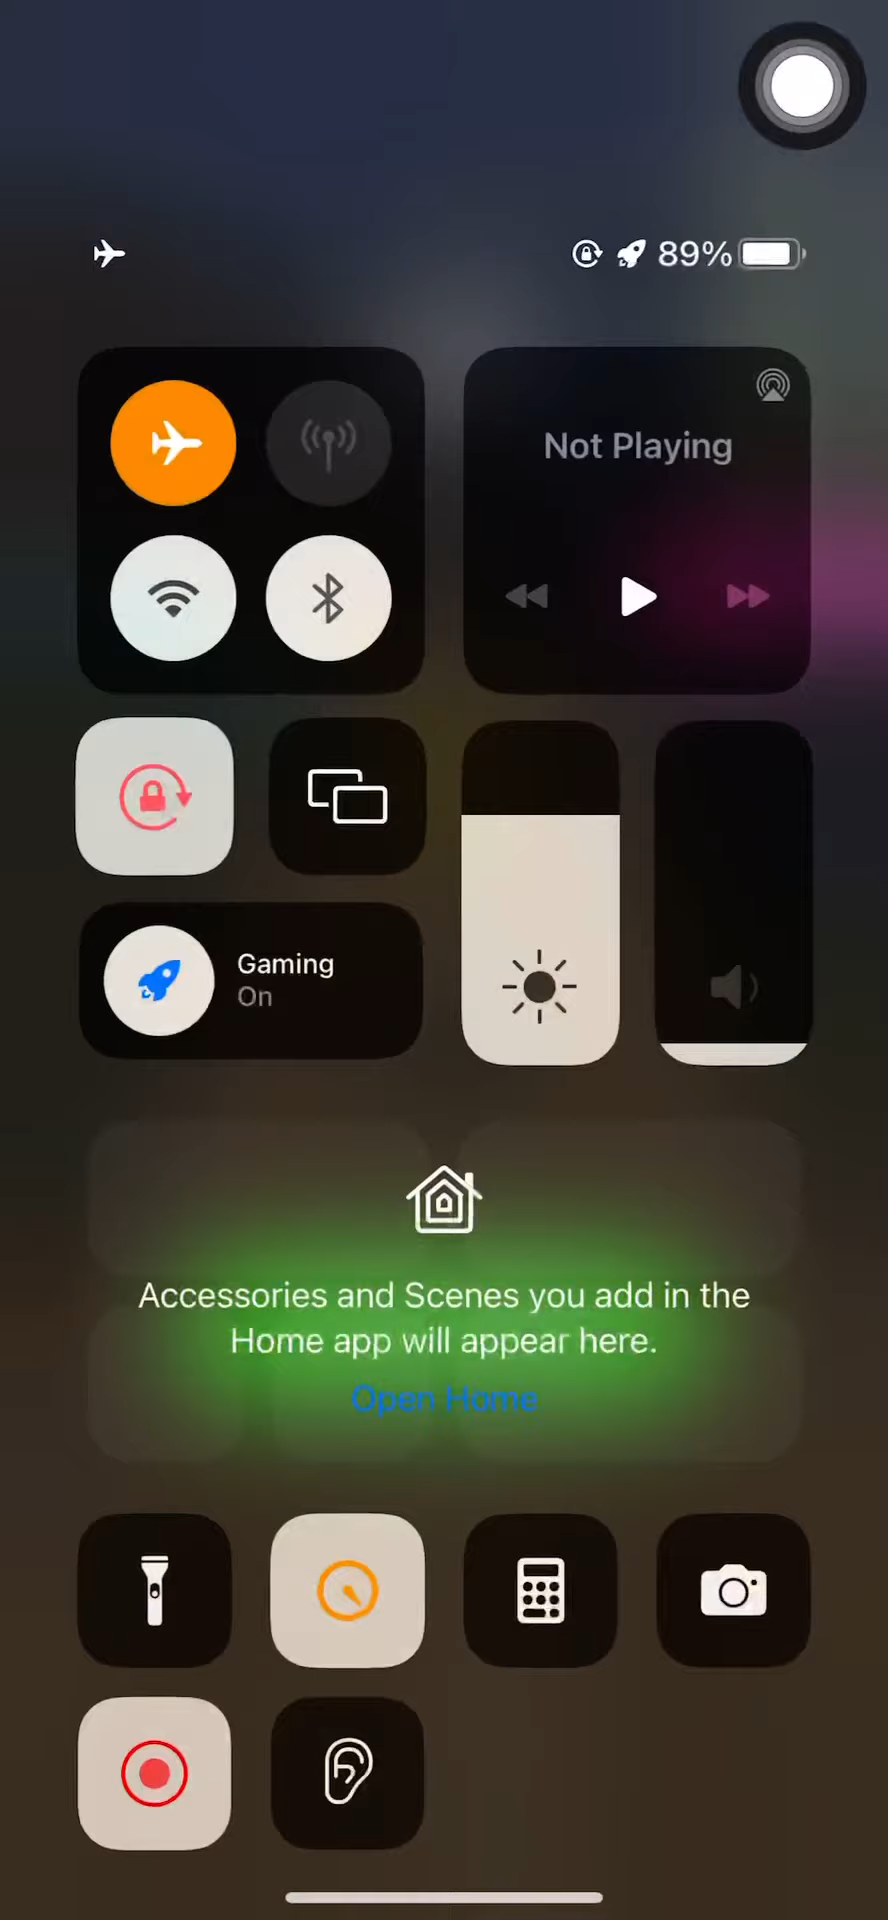 89%
Not Playing
Gaming
On
Accessories and Scenes you add in the
Home app will appear here.
Open Home